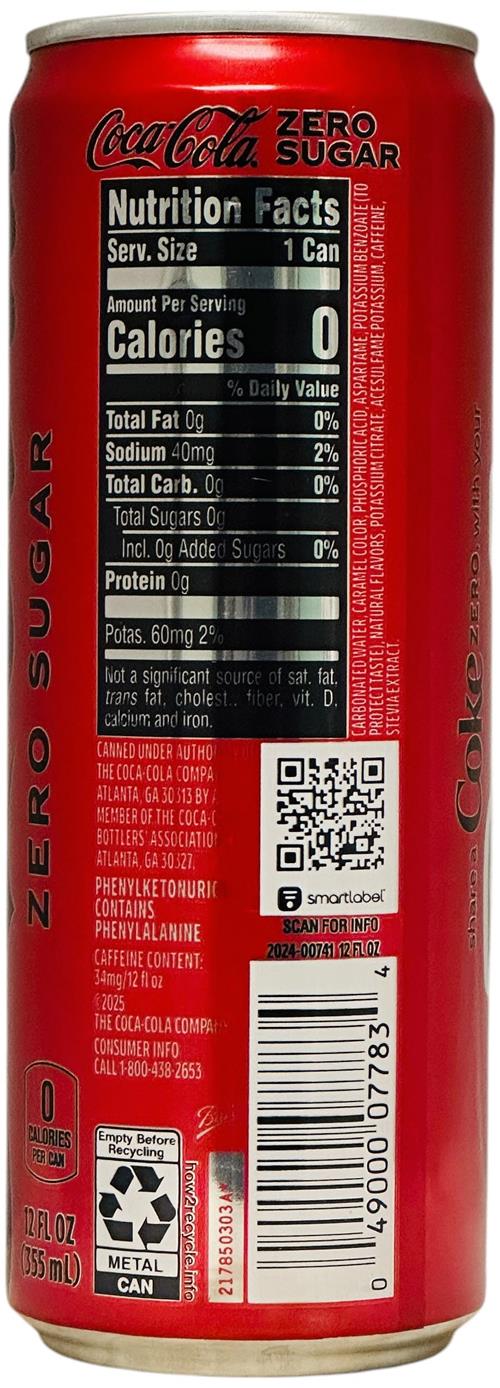 Coca-Cola ZERO SUGAR
Nutrition Facts
Serv. Size 1 Can
Amount Per Serving
Calories 0
% Daily Value
Total Fat 0g 0%
Sodium 40mg 2%
Total Carb. 0g 0%
Total Sugars 0g
Incl. 0g Added Sugars 0%
Protein 0g
Potas. 60mg 2%
Not a significant source of sat. fat,
trans fat, cholest., fiber, vit. D,
calcium and iron.
CARBONATED WATER, CARAMEL COLOR, PHOSPHORIC ACID, ASPARTAME, POTASSIUM BENZOATE (TO
PROTECT TASTE), NATURAL FLAVORS, POTASSIUM CITRATE, ACESULFAME POTASSIUM, CAFFEINE,
STEVIA EXTRACT.
CANNED UNDER AUTHO
THE COCA-COLA COMPA
ATLANTA, GA 30313 BY A
MEMBER OF THE COCA-C
BOTTLERS' ASSOCIATION
ATLANTA, GA 30327.
PHENYLKETONURIC
CONTAINS
PHENYLALANINE
CAFFEINE CONTENT:
34mg/12 fl oz
©2025
THE COCA-COLA COMPAN
CONSUMER INFO
CALL 1-800-438-2653
smartlabel
SCAN FOR INFO
2024-00741 12 FL OZ
0 49000 07783 4
217850303A*
Ball
Empty Before
Recycling
METAL
CAN
how2recycle.info
ZERO SUGAR
0
CALORIES
PER CAN
12 FL OZ
(355 mL)
share a Coke ZERO. with your